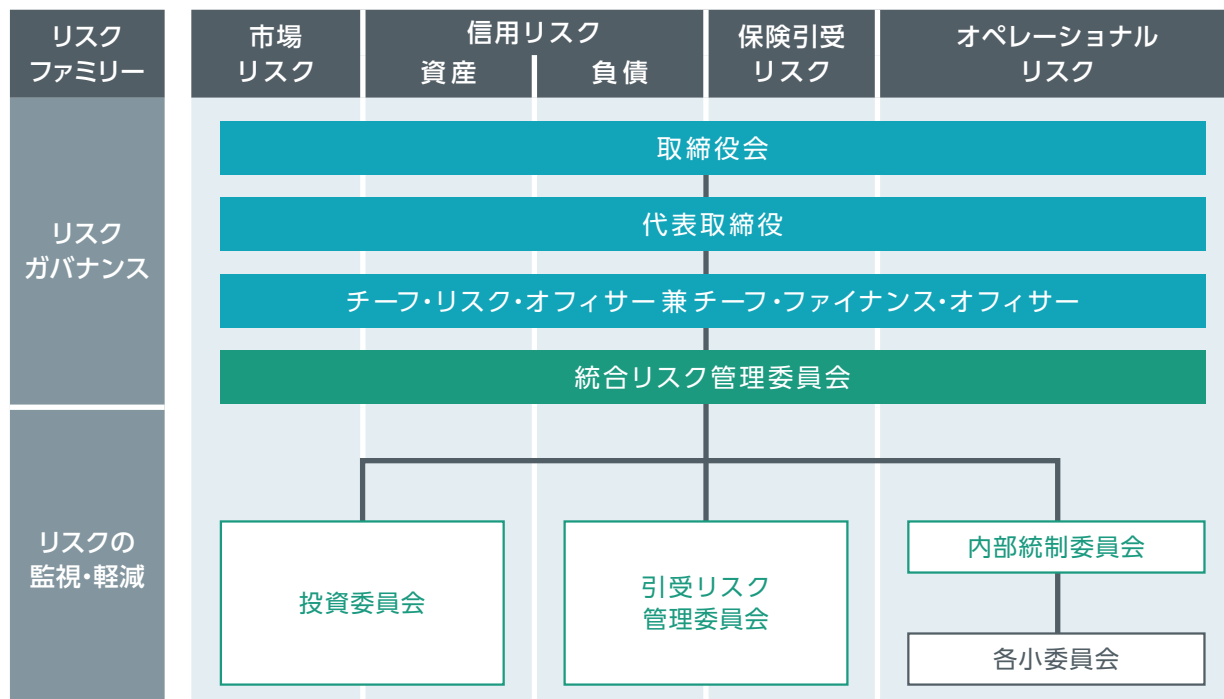 リスク
ファミリー
市場
リスク
信用リスク
資産
負債
保険引受
リスク
オペレーショナル
リスク
リスク
ガバナンス
取締役会
代表取締役
チーフ・リスク・オフィサー 兼 チーフ・ファイナンス・オフィサー
統合リスク管理委員会
リスクの
監視・軽減
投資委員会
引受リスク
管理委員会
内部統制委員会
各小委員会